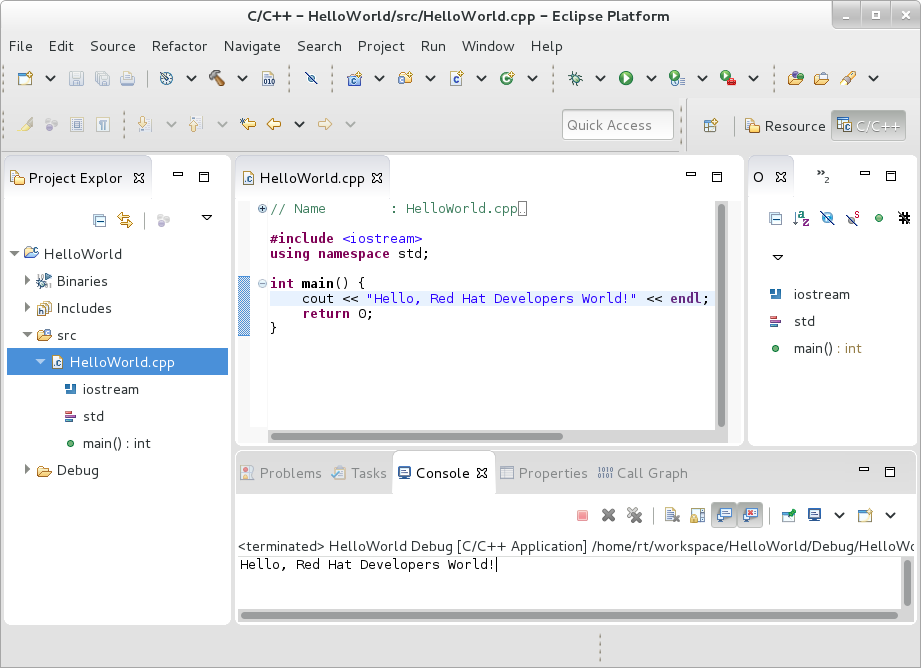 C/C++ – HelloWorld/src/HelloWorld.cpp – Eclipse Platform
File Edit Source Refactor Navigate Search Project Run Window Help
Quick Access
Resource
C/C++
Project Explor
HelloWorld
Binaries
Includes
src
HelloWorld.cpp
iostream
std
main() : int
Debug
HelloWorld.cpp
// Name        : HelloWorld.cpp
#include <iostream>
using namespace std;
int main() {
cout << "Hello, Red Hat Developers World!" << endl;
return 0;
}
O
»2
iostream
std
main() : int
Problems Tasks Console Properties Call Graph
<terminated> HelloWorld Debug [C/C++ Application] /home/rt/workspace/HelloWorld/Debug/HelloWo
Hello, Red Hat Developers World!